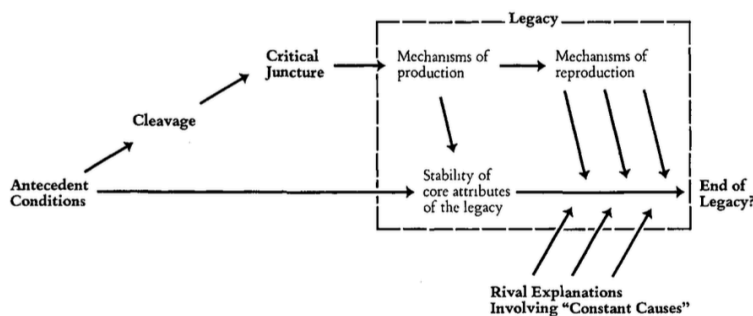 Legacy
Critical
Juncture
Mechanisms of
production
Mechanisms of
reproduction
Cleavage
Antecedent
Conditions
Stability of
core attributes
of the legacy
End of
Legacy?
Rival Explanations
Involving “Constant Causes”